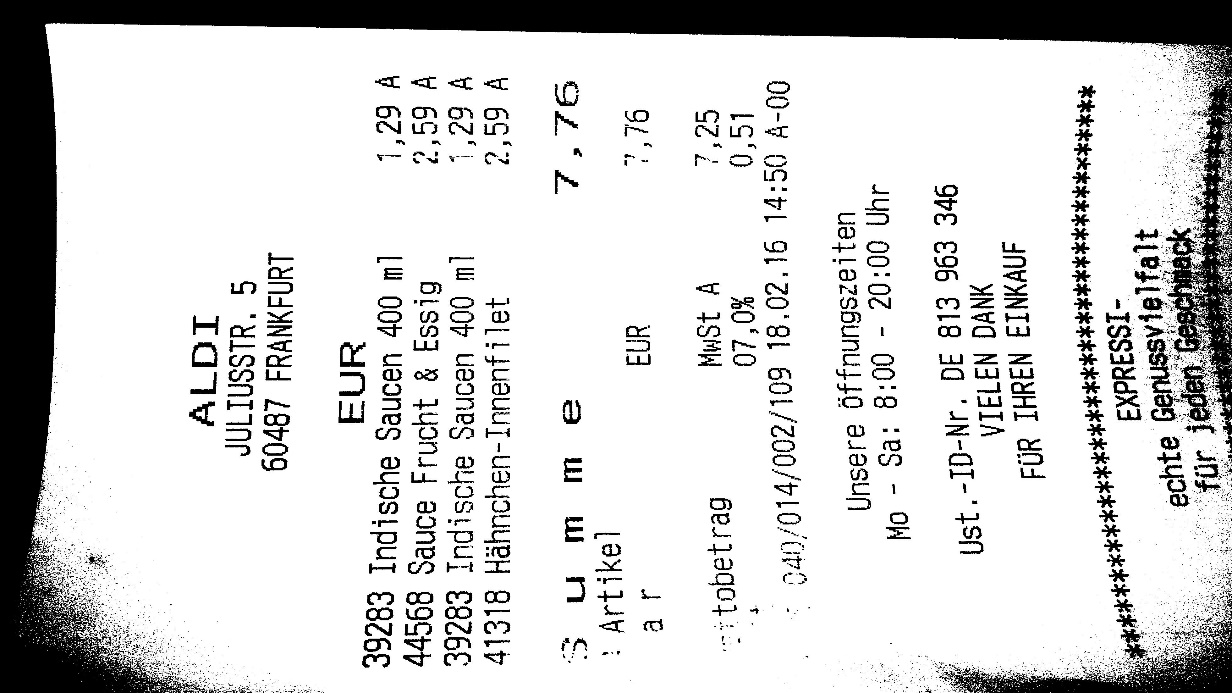 ALDI
JULIUSSTR. 5
60487 FRANKFURT
EUR
39283 Indische Saucen 400 ml 1,29 A
44568 Sauce Frucht & Essig 2,59 A
39283 Indische Saucen 400 ml 1,29 A
41318 Hähnchen-Innenfilet 2,59 A
Summe 7,76
Artikel
a r EUR 7,76
ttobetrag MwSt A 7,25
07,0% 0,51
040/014/002/109 18.02.16 14:50 A-00
Unsere Öffnungszeiten
Mo - Sa: 8:00 - 20:00 Uhr
Ust.-ID-Nr. DE 813 963 346
VIELEN DANK
FÜR IHREN EINKAUF
EXPRESSI-
echte Genussvielfalt
für jeden Geschmack